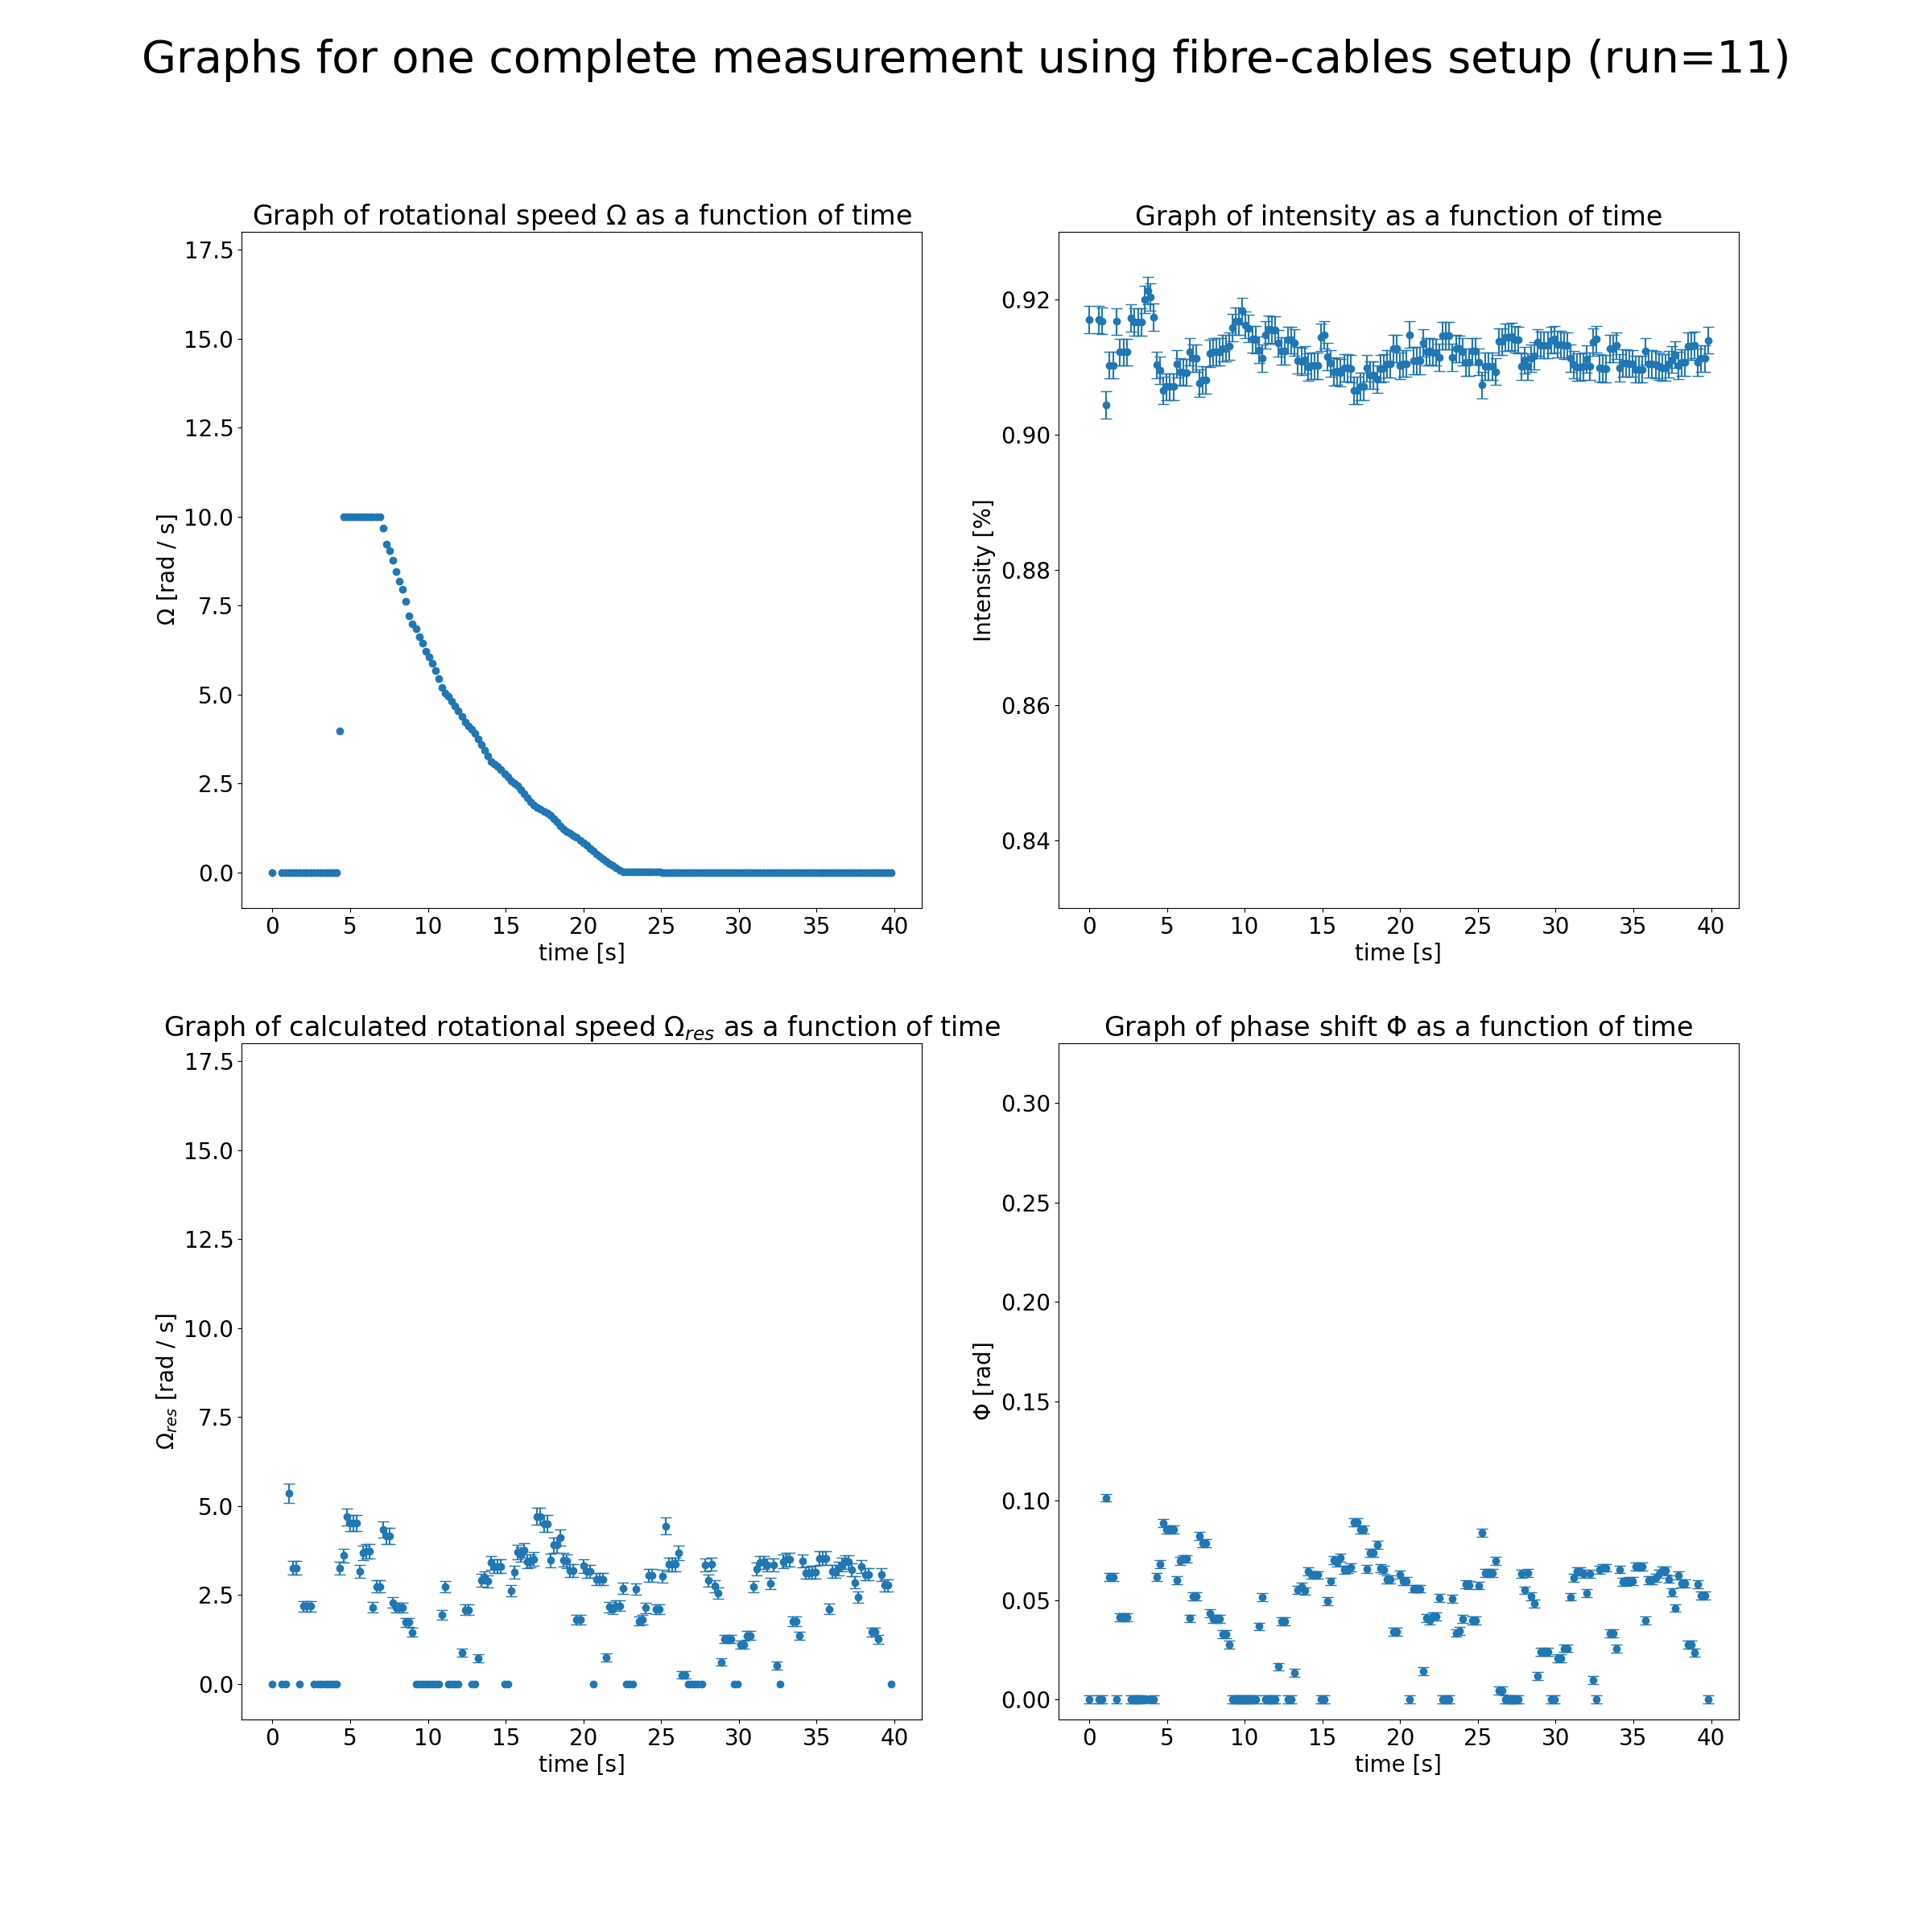 Graphs for one complete measurement using fibre-cables setup (run=11)
Graph of rotational speed Ω as a function of time
17.5
15.0
12.5
10.0
7.5
5.0
2.5
0.0
Ω [rad / s]
0 5 10 15 20 25 30 35 40
time [s]
Graph of intensity as a function of time
0.92
0.90
0.88
0.86
0.84
Intensity [%]
0 5 10 15 20 25 30 35 40
time [s]
Graph of calculated rotational speed Ωres as a function of time
17.5
15.0
12.5
10.0
7.5
5.0
2.5
0.0
Ωres [rad / s]
0 5 10 15 20 25 30 35 40
time [s]
Graph of phase shift Φ as a function of time
0.30
0.25
0.20
0.15
0.10
0.05
0.00
Φ [rad]
0 5 10 15 20 25 30 35 40
time [s]